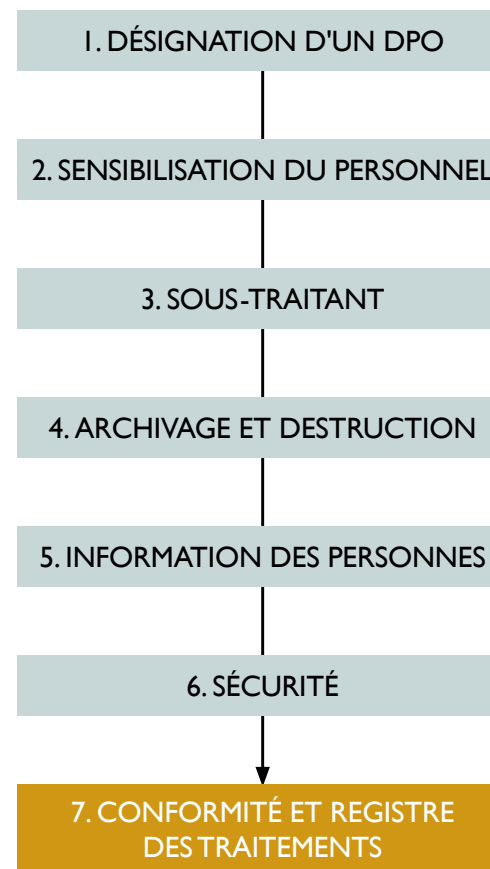 1. DÉSIGNATION D'UN DPO
2. SENSIBILISATION DU PERSONNEL
3. SOUS-TRAITANT
4. ARCHIVAGE ET DESTRUCTION
5. INFORMATION DES PERSONNES
6. SÉCURITÉ
7. CONFORMITÉ ET REGISTRE
DES TRAITEMENTS